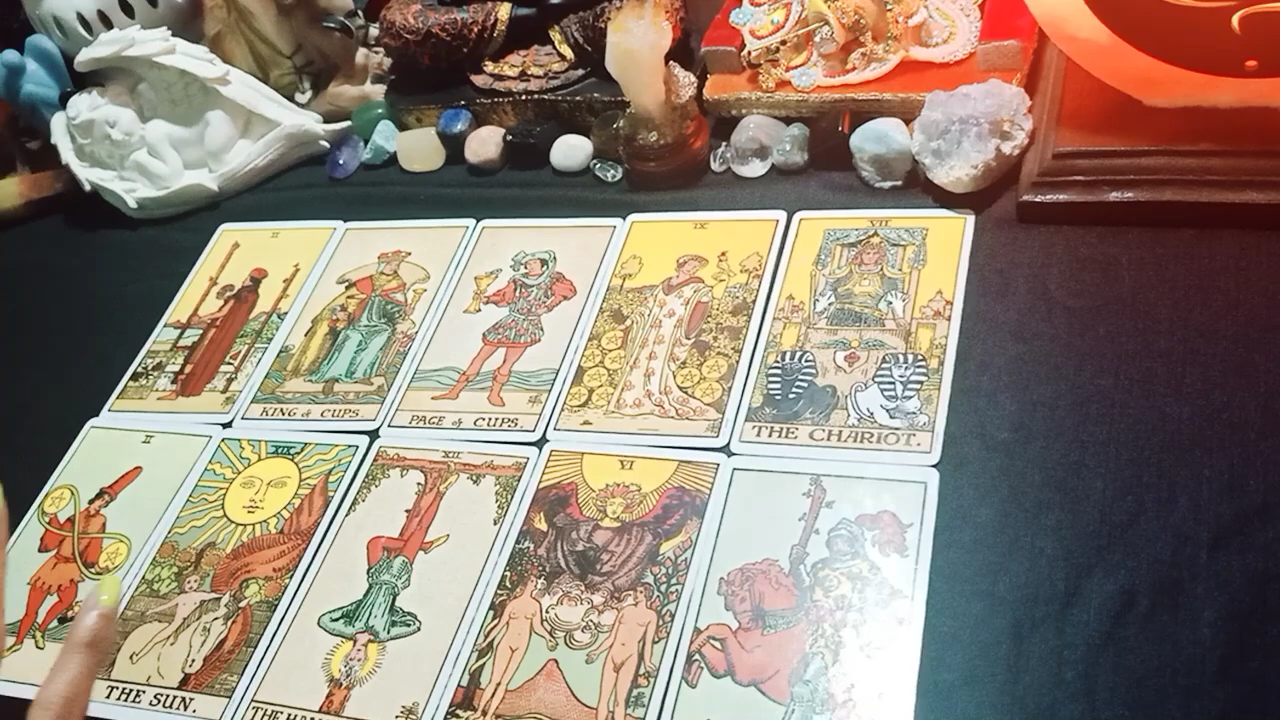 II
KING of CUPS.
PAGE of CUPS.
IX
VII
THE CHARIOT.
II
XIX
THE SUN.
XII
VI